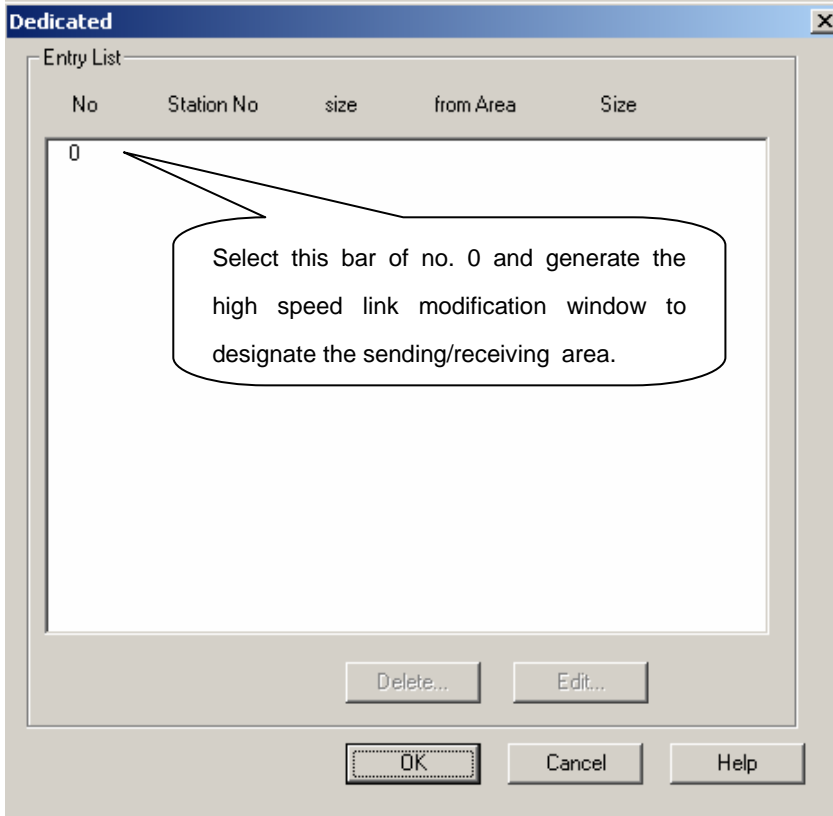 Dedicated
Entry List
No Station No size from Area Size
0
Select this bar of no. 0 and generate the
high speed link modification window to
designate the sending/receiving area.
Delete... Edit...
OK Cancel Help